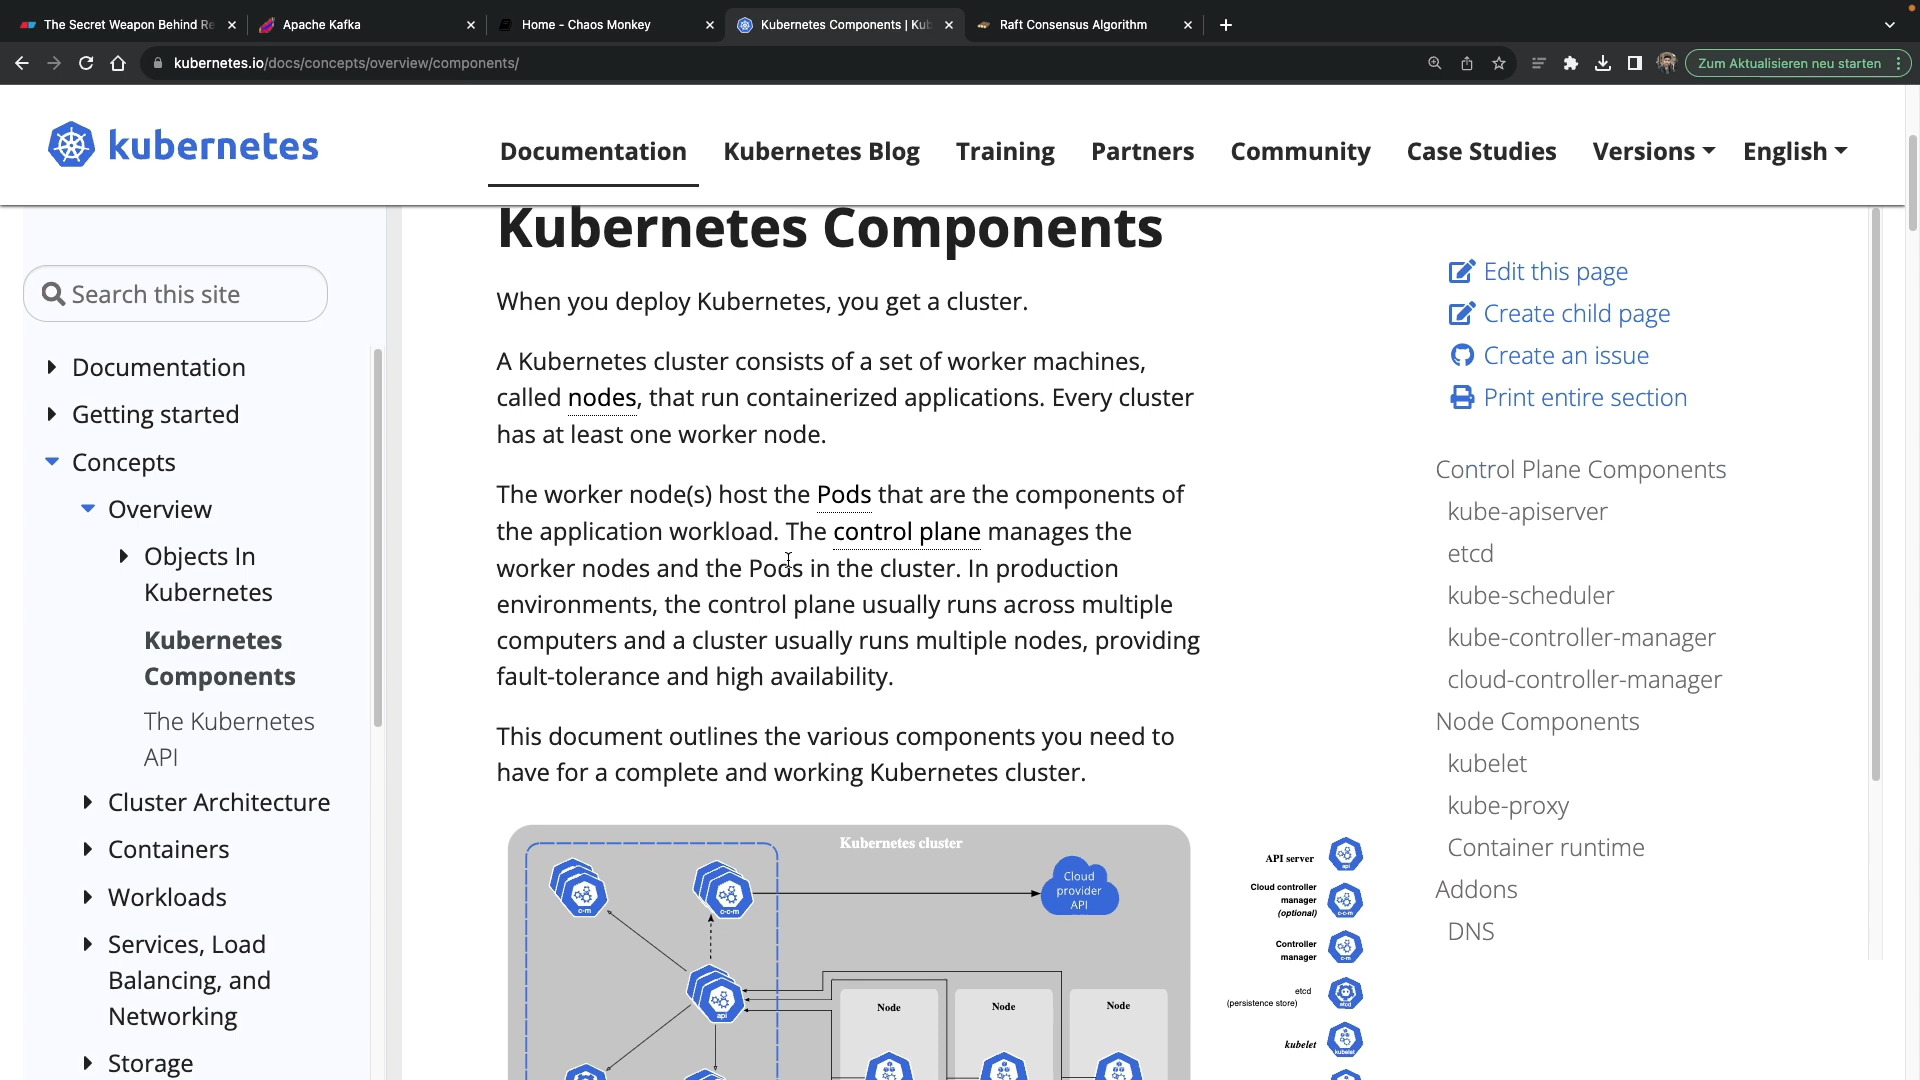 The Secret Weapon Behind Re
Apache Kafka
Home - Chaos Monkey
Kubernetes Components | Kub
Raft Consensus Algorithm
kubernetes.io/docs/concepts/overview/components/
Zum Aktualisieren neu starten
kubernetes
Documentation
Kubernetes Blog
Training
Partners
Community
Case Studies
Versions
English
Search this site
Documentation
Getting started
Concepts
Overview
Objects In
Kubernetes
Kubernetes
Components
The Kubernetes
API
Cluster Architecture
Containers
Workloads
Services, Load
Balancing, and
Networking
Storage
Kubernetes Components
When you deploy Kubernetes, you get a cluster.
A Kubernetes cluster consists of a set of worker machines,
called nodes, that run containerized applications. Every cluster
has at least one worker node.
The worker node(s) host the Pods that are the components of
the application workload. The control plane manages the
worker nodes and the Pods in the cluster. In production
environments, the control plane usually runs across multiple
computers and a cluster usually runs multiple nodes, providing
fault-tolerance and high availability.
This document outlines the various components you need to
have for a complete and working Kubernetes cluster.
Kubernetes cluster
c-m
c-c-m
Cloud
provider
API
api
Node
Node
Node
API server
api
Cloud controller
manager
(optional)
c-c-m
Controller
manager
c-m
etcd
(persistence store)
etcd
kubelet
kubelet
Edit this page
Create child page
Create an issue
Print entire section
Control Plane Components
kube-apiserver
etcd
kube-scheduler
kube-controller-manager
cloud-controller-manager
Node Components
kubelet
kube-proxy
Container runtime
Addons
DNS